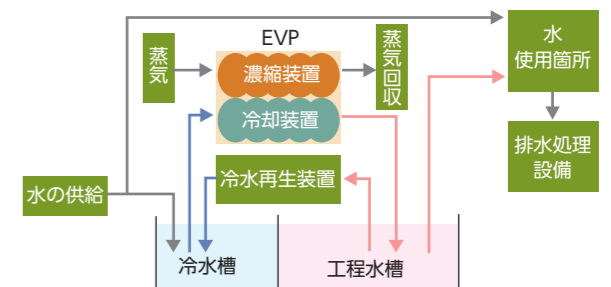 EVP
蒸気
濃縮装置
蒸気回収
冷却装置
水
使用箇所
排水処理
設備
水の供給
冷水再生装置
冷水槽
工程水槽